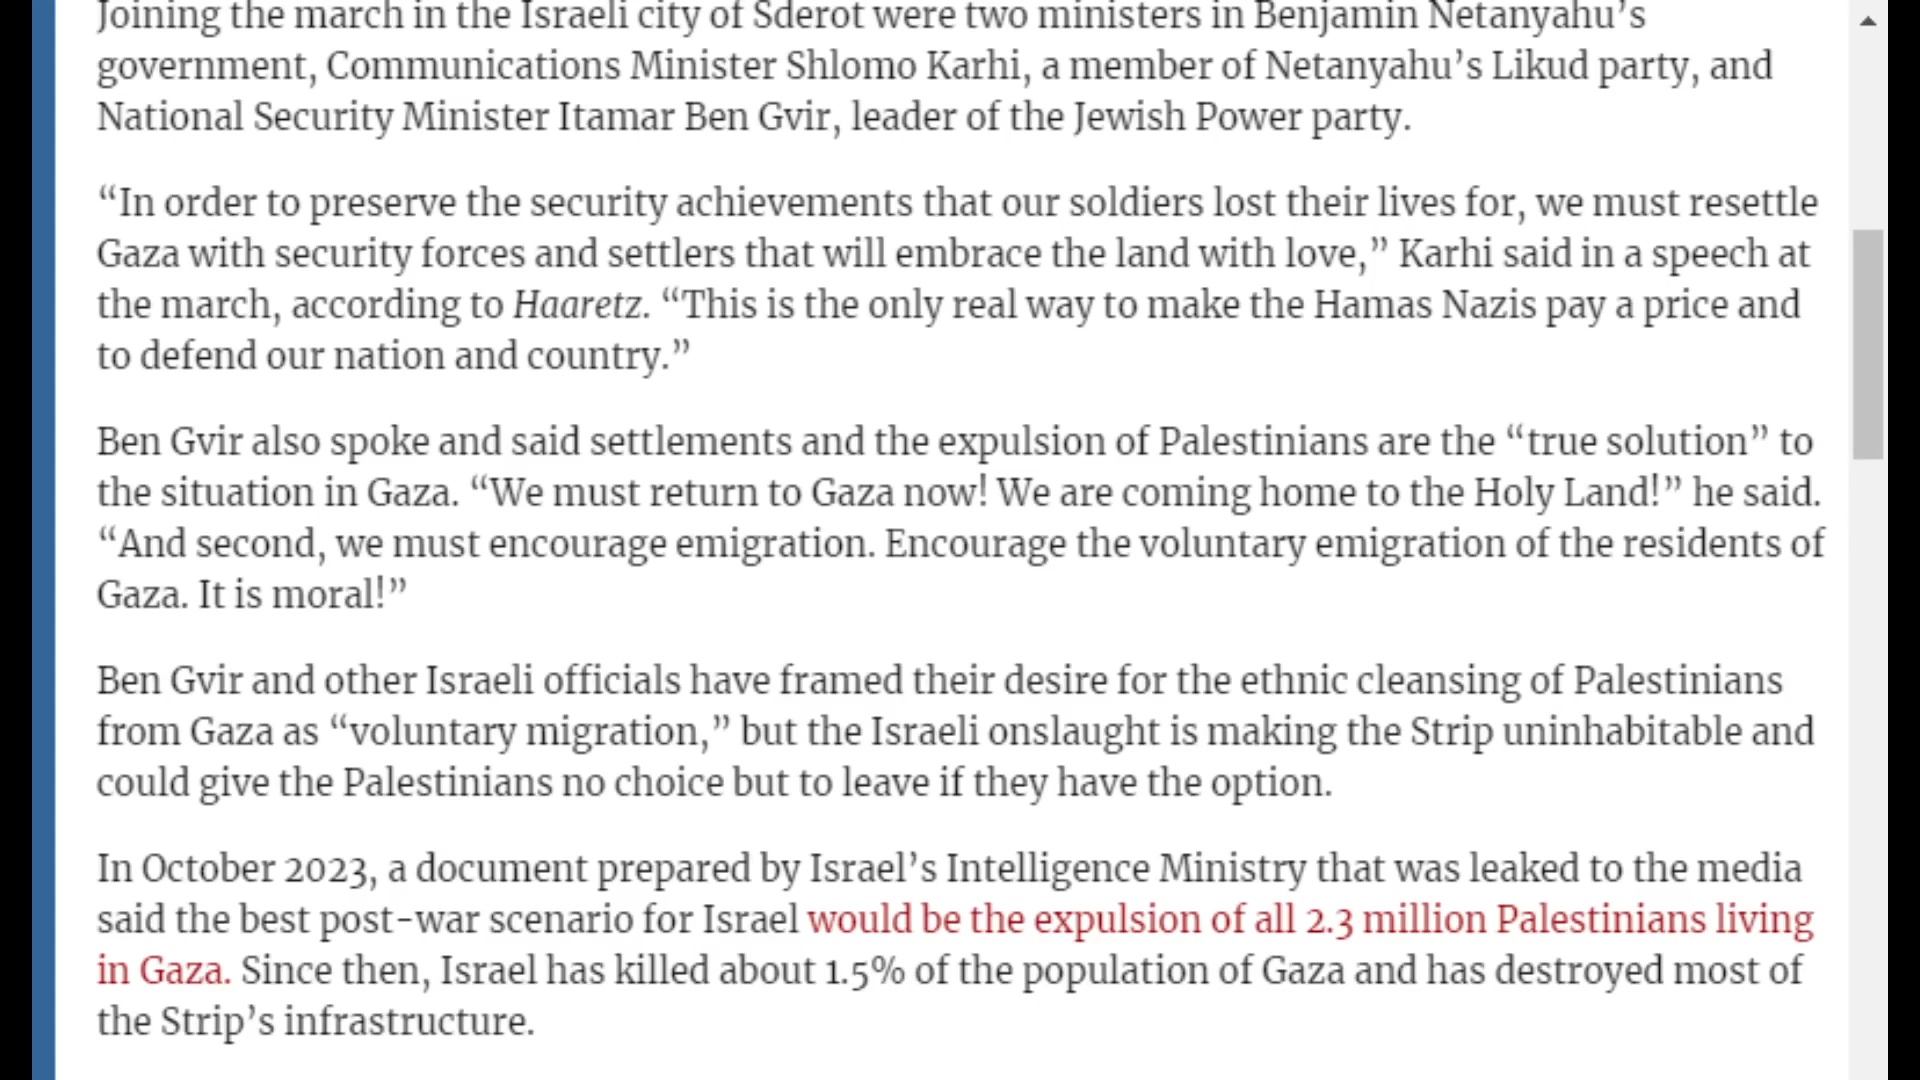 Joining the march in the Israeli city of Sderot were two ministers in Benjamin Netanyahu’s
government, Communications Minister Shlomo Karhi, a member of Netanyahu’s Likud party, and
National Security Minister Itamar Ben Gvir, leader of the Jewish Power party.
“In order to preserve the security achievements that our soldiers lost their lives for, we must resettle
Gaza with security forces and settlers that will embrace the land with love,” Karhi said in a speech at
the march, according to Haaretz. “This is the only real way to make the Hamas Nazis pay a price and
to defend our nation and country.”
Ben Gvir also spoke and said settlements and the expulsion of Palestinians are the “true solution” to
the situation in Gaza. “We must return to Gaza now! We are coming home to the Holy Land!” he said.
“And second, we must encourage emigration. Encourage the voluntary emigration of the residents of
Gaza. It is moral!”
Ben Gvir and other Israeli officials have framed their desire for the ethnic cleansing of Palestinians
from Gaza as “voluntary migration,” but the Israeli onslaught is making the Strip uninhabitable and
could give the Palestinians no choice but to leave if they have the option.
In October 2023, a document prepared by Israel’s Intelligence Ministry that was leaked to the media
said the best post-war scenario for Israel would be the expulsion of all 2.3 million Palestinians living
in Gaza. Since then, Israel has killed about 1.5% of the population of Gaza and has destroyed most of
the Strip’s infrastructure.